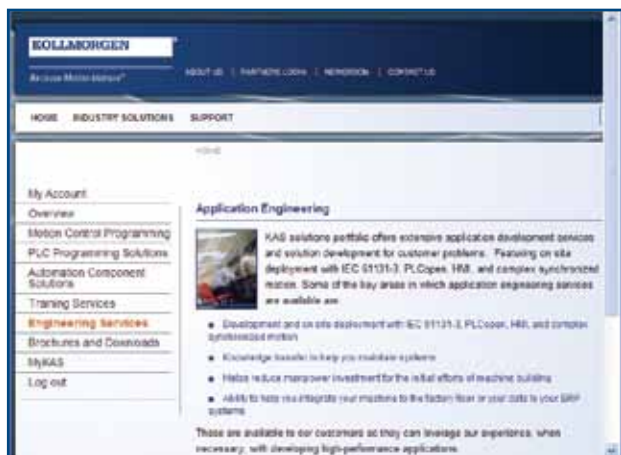 KOLLMORGEN
Because Motion Matters™
ABOUT US | PARTNERS LOGIN | NEWSROOM | CONTACT US
HOME INDUSTRY SOLUTIONS SUPPORT
HOME
My Account
Overview
Motion Control Programming
PLC Programming Solutions
Automation Component
Solutions
Training Services
Engineering Services
Brochures and Downloads
MyKAS
Log out
Application Engineering
KAS solutions portfolio offers extensive application development services
and solution development for customer problems. Featuring on site
deployment with IEC 61131-3, PLCopen, HMI, and complex synchronized
motion. Some of the key areas in which application engineering services
are available are:
Development and on site deployment with IEC 61131-3, PLCopen, HMI, and complex
synchronized motion
Knowledge transfer to help you maintain systems
Helps reduce manpower investment for the initial efforts of machine building
Ability to help you integrate your machine to the factory floor or your data to your ERP
systems
These are available to our customers so they can leverage our experience, when
necessary, with developing high-performance applications.